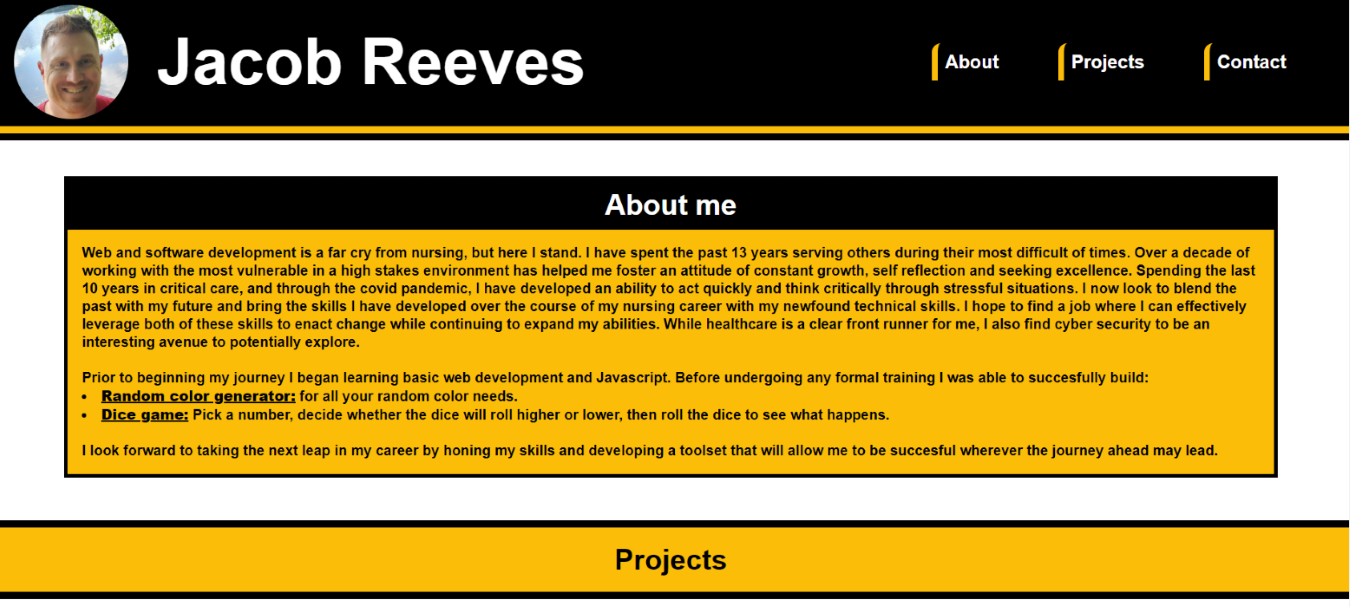 Jacob Reeves
About
Projects
Contact
About me
Web and software development is a far cry from nursing, but here I stand. I have spent the past 13 years serving others during their most difficult of times. Over a decade of
working with the most vulnerable in a high stakes environment has helped me foster an attitude of constant growth, self reflection and seeking excellence. Spending the last
10 years in critical care, and through the covid pandemic, I have developed an ability to act quickly and think critically through stressful situations. I now look to blend the
past with my future and bring the skills I have developed over the course of my nursing career with my newfound technical skills. I hope to find a job where I can effectively
leverage both of these skills to enact change while continuing to expand my abilities. While healthcare is a clear front runner for me, I also find cyber security to be an
interesting avenue to potentially explore.
Prior to beginning my journey I began learning basic web development and Javascript. Before undergoing any formal training I was able to succesfully build:
• Random color generator: for all your random color needs.
• Dice game: Pick a number, decide whether the dice will roll higher or lower, then roll the dice to see what happens.
I look forward to taking the next leap in my career by honing my skills and developing a toolset that will allow me to be succesful wherever the journey ahead may lead.
Projects